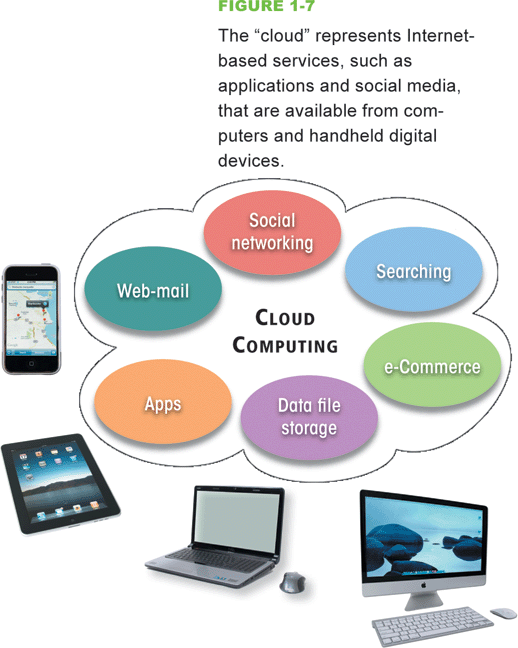 FIGURE 1-7
The “cloud” represents Internet-
based services, such as
applications and social media,
that are available from com-
puters and handheld digital
devices.
Social
networking
Web-mail
Searching
CLOUD
COMPUTING
e-Commerce
Apps
Data file
storage